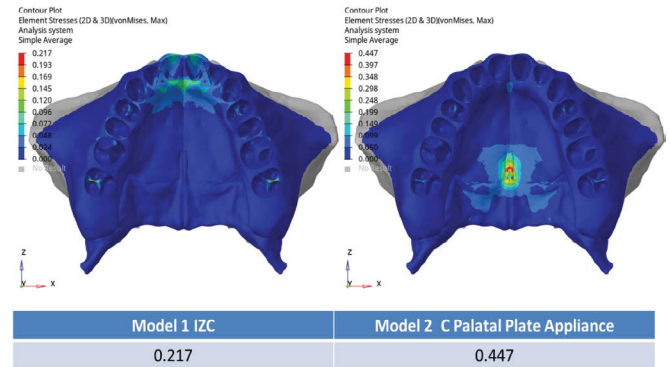 Contour Plot
Element Stresses (2D & 3D)(vonMises, Max)
Analysis system
Simple Average
0.217
0.193
0.169
0.145
0.120
0.096
0.072
0.048
0.024
0.000
No Result
Z
Y
X
Contour Plot
Element Stresses (2D & 3D)(vonMises, Max)
Analysis system
Simple Average
0.447
0.397
0.348
0.298
0.248
0.199
0.149
0.099
0.050
0.000
No Result
Z
Y
X
Model 1 IZC
Model 2 C Palatal Plate Appliance
0.217
0.447